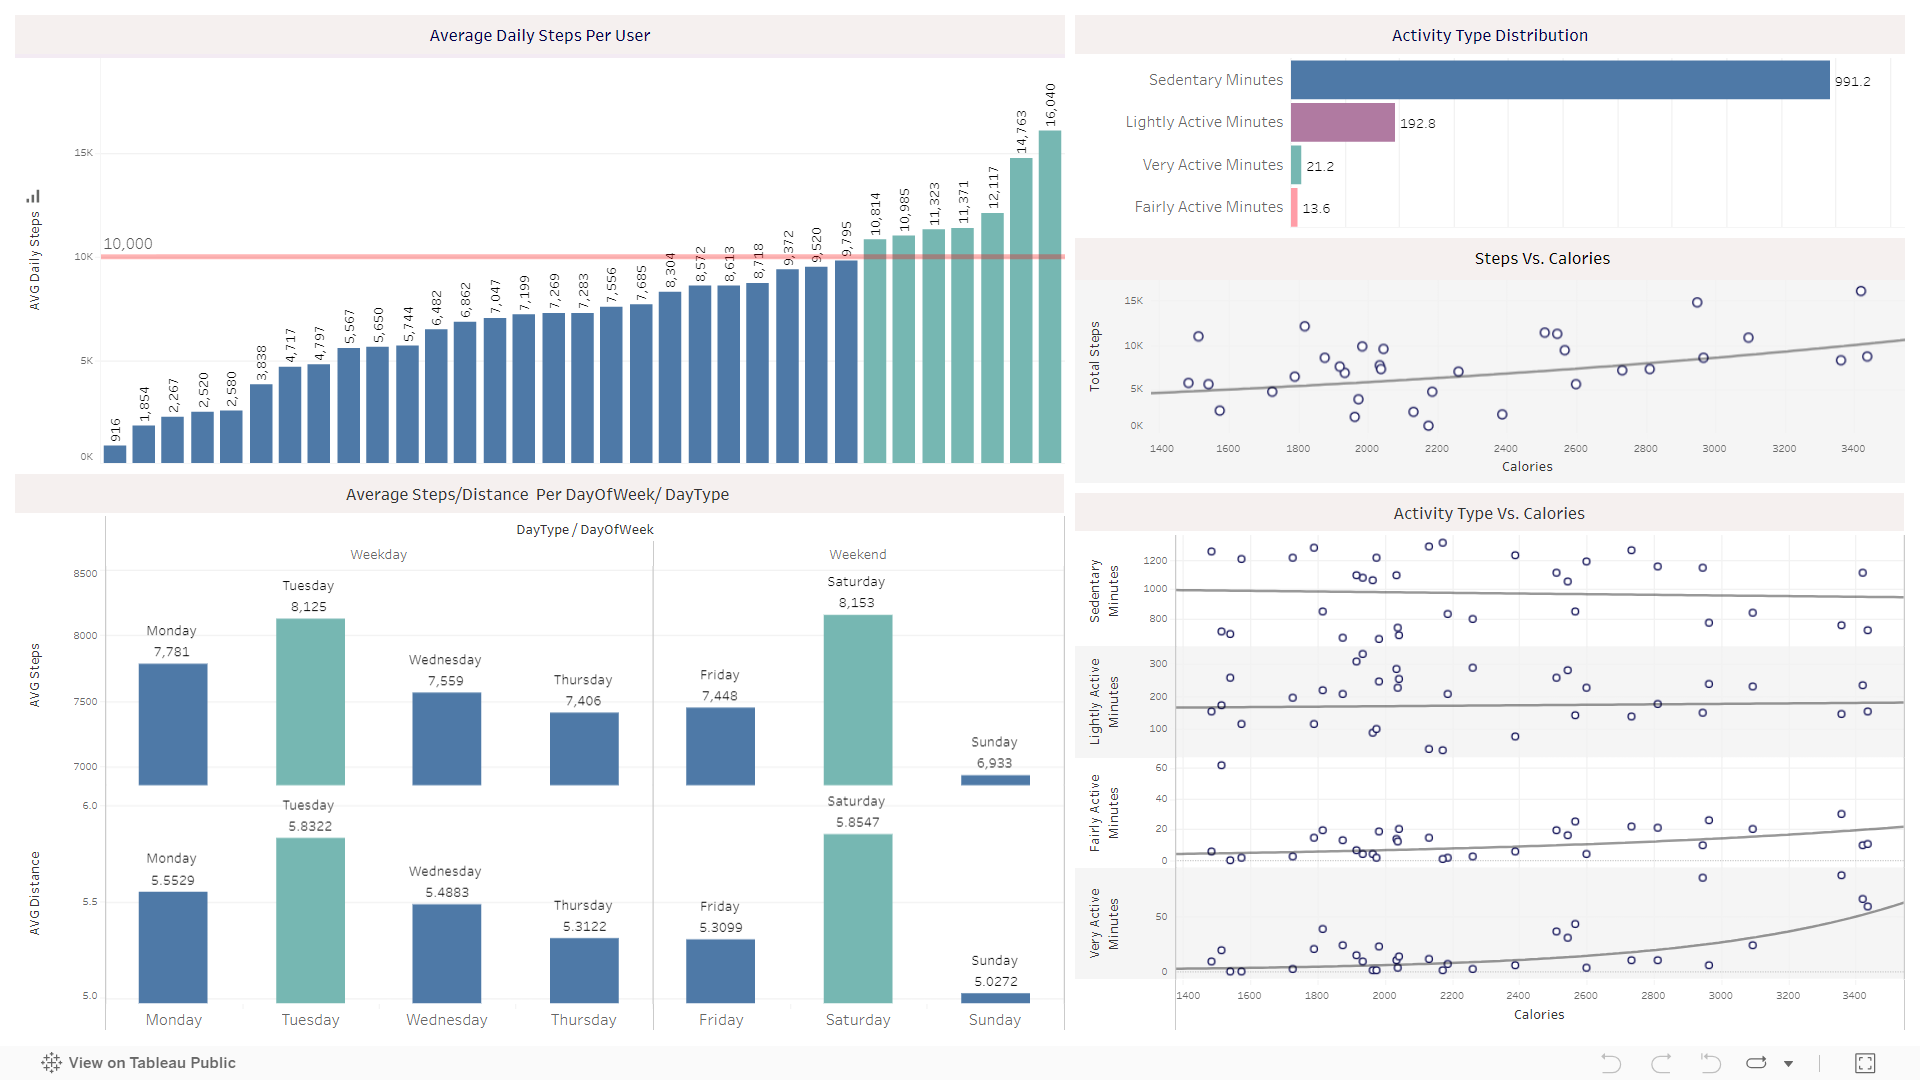 Average Daily Steps Per User
AVG Daily Steps
15K
10K
5K
0K
10,000
916
1,854
2,267
2,520
2,580
3,838
4,717
4,797
5,567
5,650
5,744
6,482
6,862
7,047
7,199
7,269
7,283
7,556
7,685
8,304
8,572
8,613
8,718
9,372
9,520
9,795
10,814
10,985
11,323
11,371
12,117
14,763
16,040
Activity Type Distribution
Sedentary Minutes 991.2
Lightly Active Minutes 192.8
Very Active Minutes 21.2
Fairly Active Minutes 13.6
Steps Vs. Calories
Total Steps
15K
10K
5K
0K
1400 1600 1800 2000 2200 2400 2600 2800 3000 3200 3400
Calories
Average Steps/Distance  Per DayOfWeek/ DayType
DayType / DayOfWeek
Weekday Weekend
AVG Steps
8500
8000
7500
7000
Monday
7,781
Tuesday
8,125
Wednesday
7,559
Thursday
7,406
Friday
7,448
Saturday
8,153
Sunday
6,933
AVG Distance
6.0
5.5
5.0
Monday
5.5529
Tuesday
5.8322
Wednesday
5.4883
Thursday
5.3122
Friday
5.3099
Saturday
5.8547
Sunday
5.0272
Monday Tuesday Wednesday Thursday Friday Saturday Sunday
Activity Type Vs. Calories
Sedentary
Minutes
1200
1000
800
Lightly Active
Minutes
300
200
100
Fairly Active
Minutes
60
40
20
0
Very Active
Minutes
50
0
1400 1600 1800 2000 2200 2400 2600 2800 3000 3200 3400
Calories
View on Tableau Public